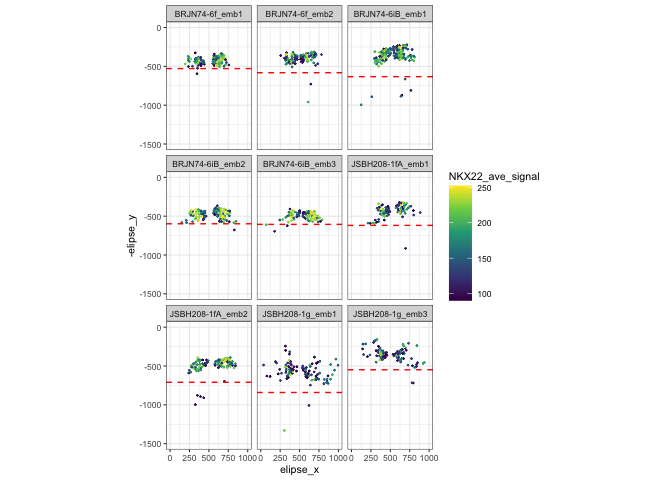 BRJN74-6f_emb1
BRJN74-6f_emb2
BRJN74-6iB_emb1
0
-500
-1000
-1500
BRJN74-6iB_emb2
BRJN74-6iB_emb3
JSBH208-1fA_emb1
0
-500
-1000
-1500
JSBH208-1fA_emb2
JSBH208-1g_emb1
JSBH208-1g_emb3
0
-500
-1000
-1500
0 250 500 750 1000
0 250 500 750 1000
0 250 500 750 1000
elipse_x
-elipse_y
NKX22_ave_signal
250
200
150
100